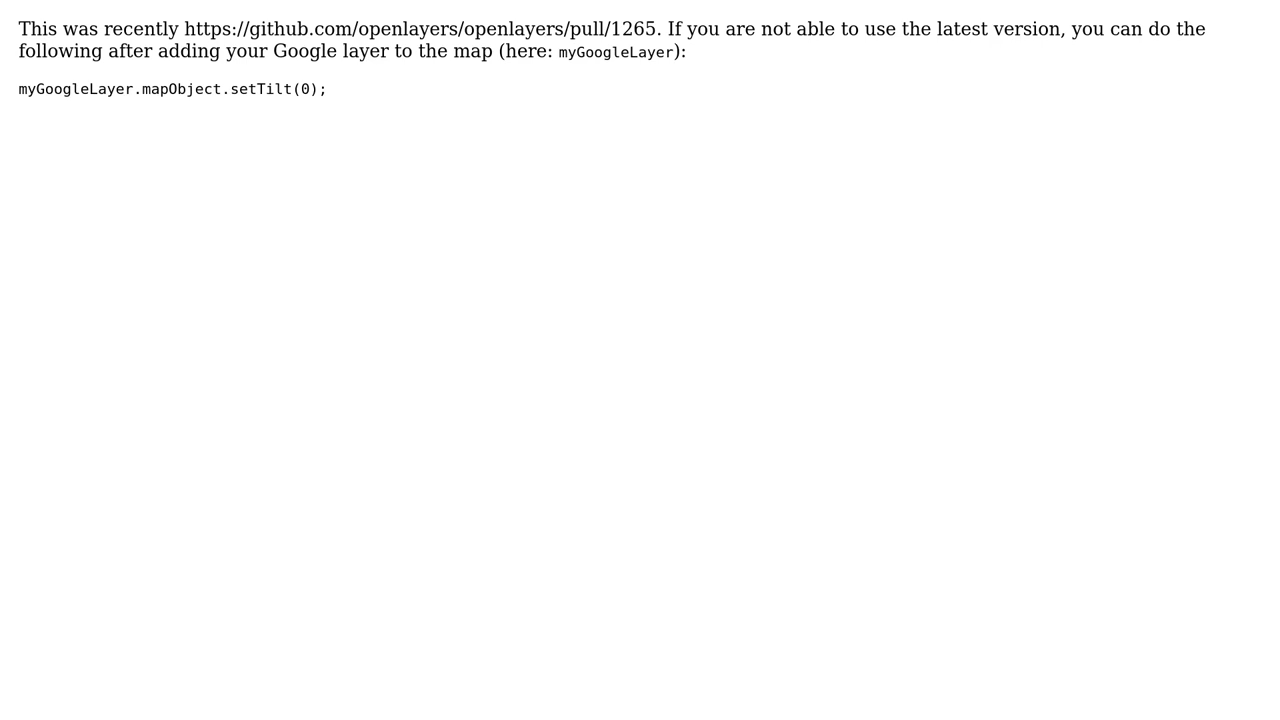 This was recently https://github.com/openlayers/openlayers/pull/1265. If you are not able to use the latest version, you can do the
following after adding your Google layer to the map (here: myGoogleLayer):
myGoogleLayer.mapObject.setTilt(0);